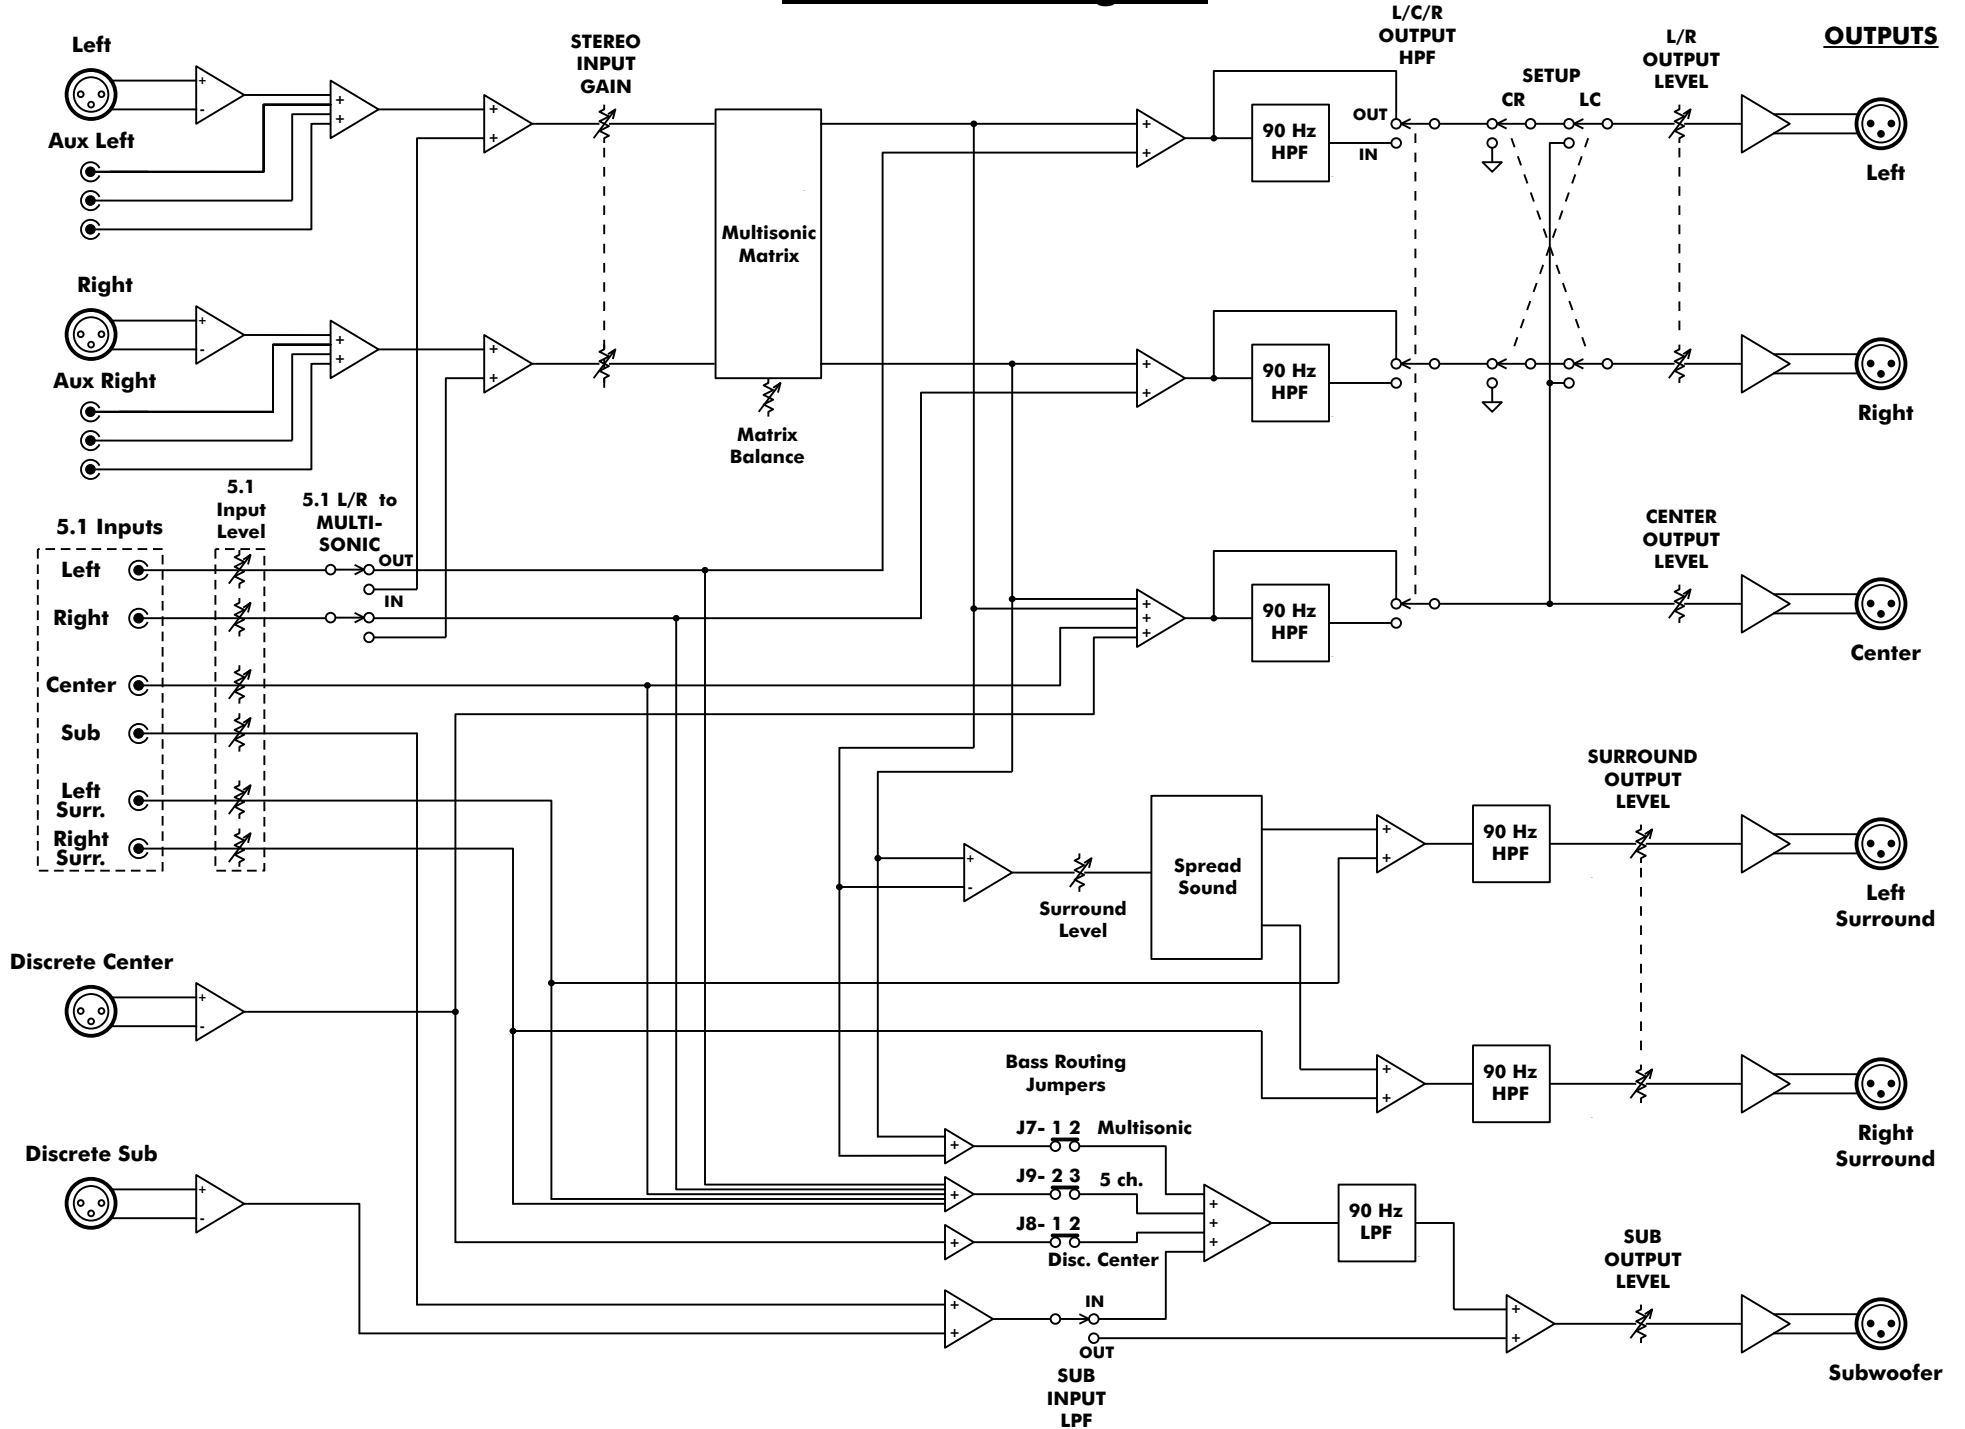 Left
Aux Left
Right
Aux Right
STEREO
INPUT
GAIN
Multisonic
Matrix
Matrix
Balance
L/C/R
OUTPUT
HPF
OUT
IN
90 Hz
HPF
90 Hz
HPF
90 Hz
HPF
SETUP
CR LC
L/R
OUTPUT
LEVEL
OUTPUTS
Left
Right
CENTER
OUTPUT
LEVEL
Center
5.1 Inputs
5.1
Input
Level
5.1 L/R to
MULTI-
SONIC
OUT
IN
Left
Right
Center
Sub
Left
Surr.
Right
Surr.
Discrete Center
Discrete Sub
Surround
Level
Spread
Sound
90 Hz
HPF
90 Hz
HPF
SURROUND
OUTPUT
LEVEL
Left
Surround
Right
Surround
Bass Routing
Jumpers
J7- 1 2 Multisonic
J9- 2 3 5 ch.
J8- 1 2
Disc. Center
IN
OUT
SUB
INPUT
LPF
90 Hz
LPF
SUB
OUTPUT
LEVEL
Subwoofer